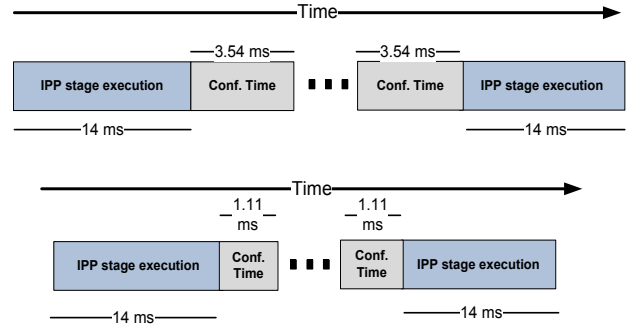 Time
3.54 ms 3.54 ms
IPP stage execution Conf. Time Conf. Time IPP stage execution
14 ms 14 ms
Time
1.11 ms 1.11 ms
IPP stage execution Conf. Time Conf. Time IPP stage execution
14 ms 14 ms